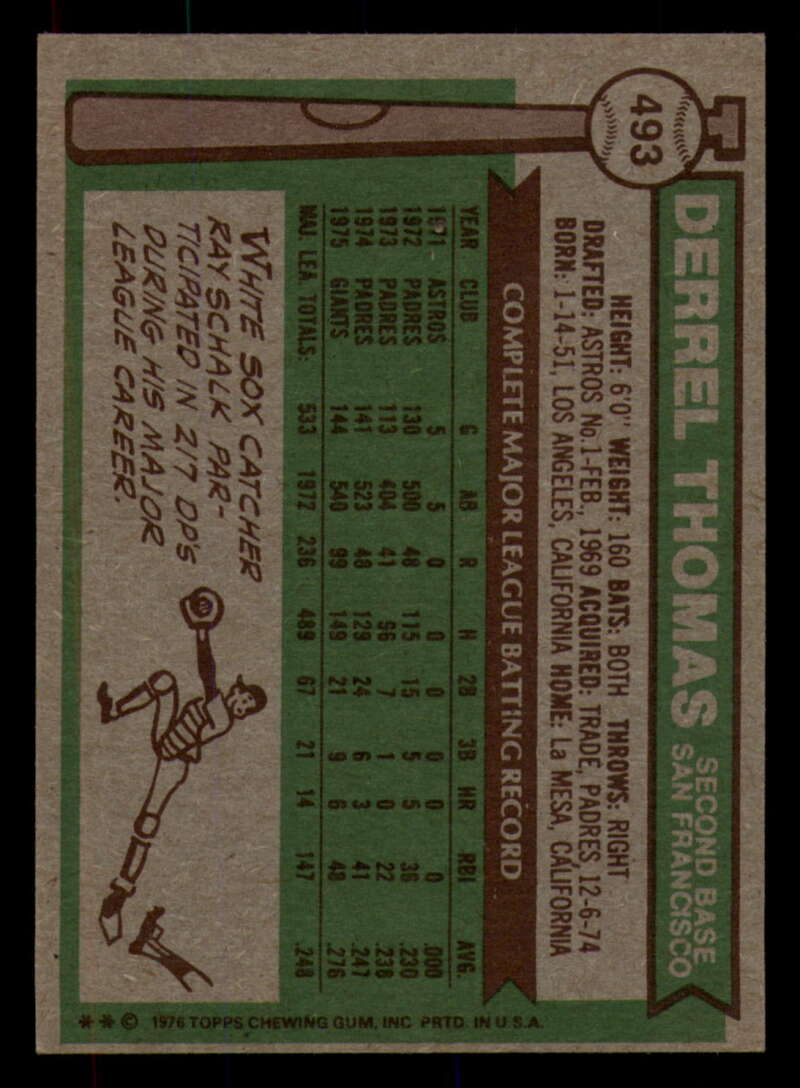 493
DERREL THOMAS SECOND BASE
SAN FRANCISCO
HEIGHT: 6'0" WEIGHT: 160 BATS: BOTH THROWS: RIGHT
DRAFTED: ASTROS No.1-FEB., 1969 ACQUIRED: TRADE, PADRES, 12-6-74
BORN: 1-14-51, LOS ANGELES, CALIFORNIA HOME: La MESA, CALIFORNIA
COMPLETE MAJOR LEAGUE BATTING RECORD
YEAR CLUB G AB R H 2B 3B HR RBI AVG.
1971 ASTROS 5 5 0 0 0 0 0 0 .000
1972 PADRES 130 500 48 115 15 5 5 36 .230
1973 PADRES 113 404 41 96 7 1 0 22 .238
1974 PADRES 141 523 48 129 24 6 3 41 .247
1975 GIANTS 144 540 99 149 21 9 6 48 .276
MAJ. LEA. TOTALS: 533 1972 236 489 67 21 14 147 .248
WHITE SOX CATCHER
RAY SCHALK PAR-
TICIPATED IN 217 DP'S
DURING HIS MAJOR
LEAGUE CAREER.
** © 1976 TOPPS CHEWING GUM, INC PRTD. IN U.S.A.